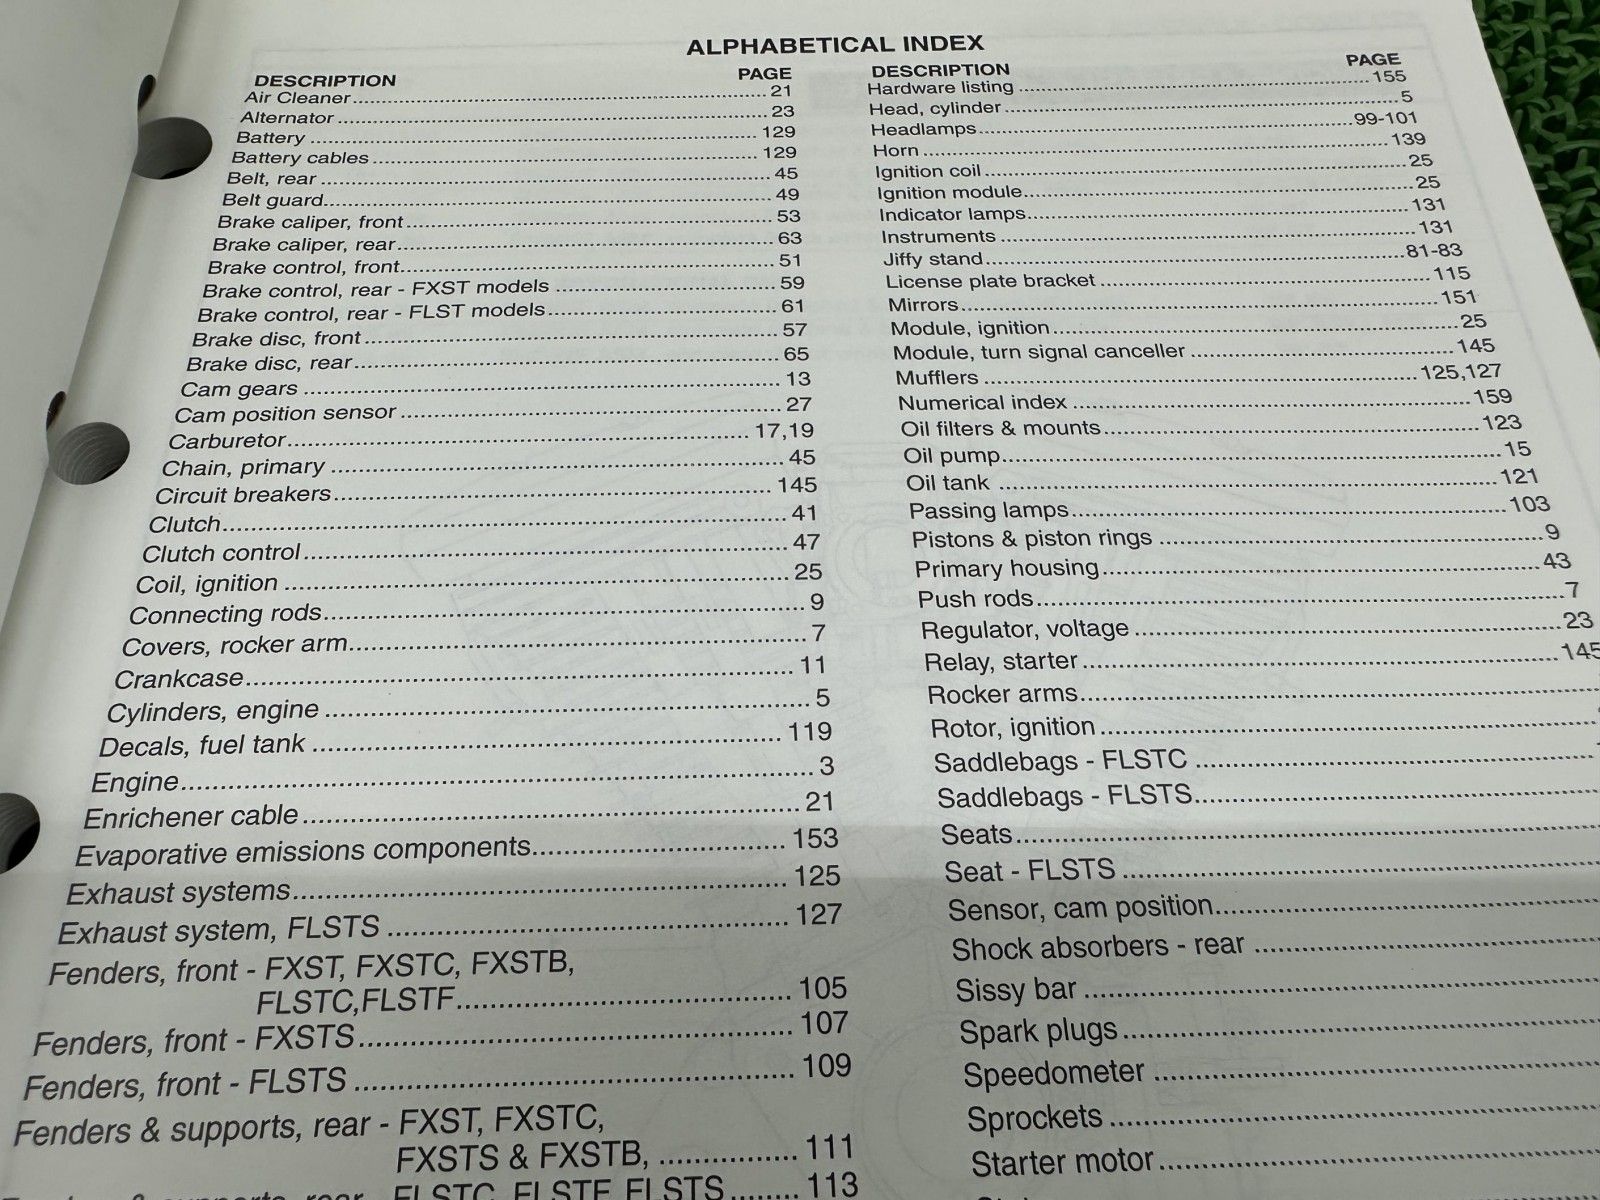 ALPHABETICAL INDEX
DESCRIPTION PAGE
Air Cleaner 21
Alternator 23
Battery 129
Battery cables 129
Belt, rear 45
Belt guard 49
Brake caliper, front 53
Brake caliper, rear 63
Brake control, front 51
Brake control, rear - FXST models 59
Brake control, rear - FLST models 61
Brake disc, front 57
Brake disc, rear 65
Cam gears 13
Cam position sensor 27
Carburetor 17,19
Chain, primary 45
Circuit breakers 145
Clutch 41
Clutch control 47
Coil, ignition 25
Connecting rods 9
Covers, rocker arm 7
Crankcase 11
Cylinders, engine 5
Decals, fuel tank 119
Engine 3
Enrichener cable 21
Evaporative emissions components 153
Exhaust systems 125
Exhaust system, FLSTS 127
Fenders, front - FXST, FXSTC, FXSTB,
FLSTC,FLSTF 105
Fenders, front - FXSTS 107
Fenders, front - FLSTS 109
Fenders & supports, rear - FXST, FXSTC,
FXSTS & FXSTB, 111
Fenders & supports, rear - FLSTC, FLSTF, FLSTS 113
DESCRIPTION PAGE
Hardware listing 155
Head, cylinder 5
Headlamps 99-101
Horn 139
Ignition coil 25
Ignition module 25
Indicator lamps 131
Instruments 131
Jiffy stand 81-83
License plate bracket 115
Mirrors 151
Module, ignition 25
Module, turn signal canceller 145
Mufflers 125,127
Numerical index 159
Oil filters & mounts 123
Oil pump 15
Oil tank 121
Passing lamps 103
Pistons & piston rings 9
Primary housing 43
Push rods 7
Regulator, voltage 23
Relay, starter 145
Rocker arms
Rotor, ignition
Saddlebags - FLSTC
Saddlebags - FLSTS
Seats
Seat - FLSTS
Sensor, cam position
Shock absorbers - rear
Sissy bar
Spark plugs
Speedometer
Sprockets
Starter motor